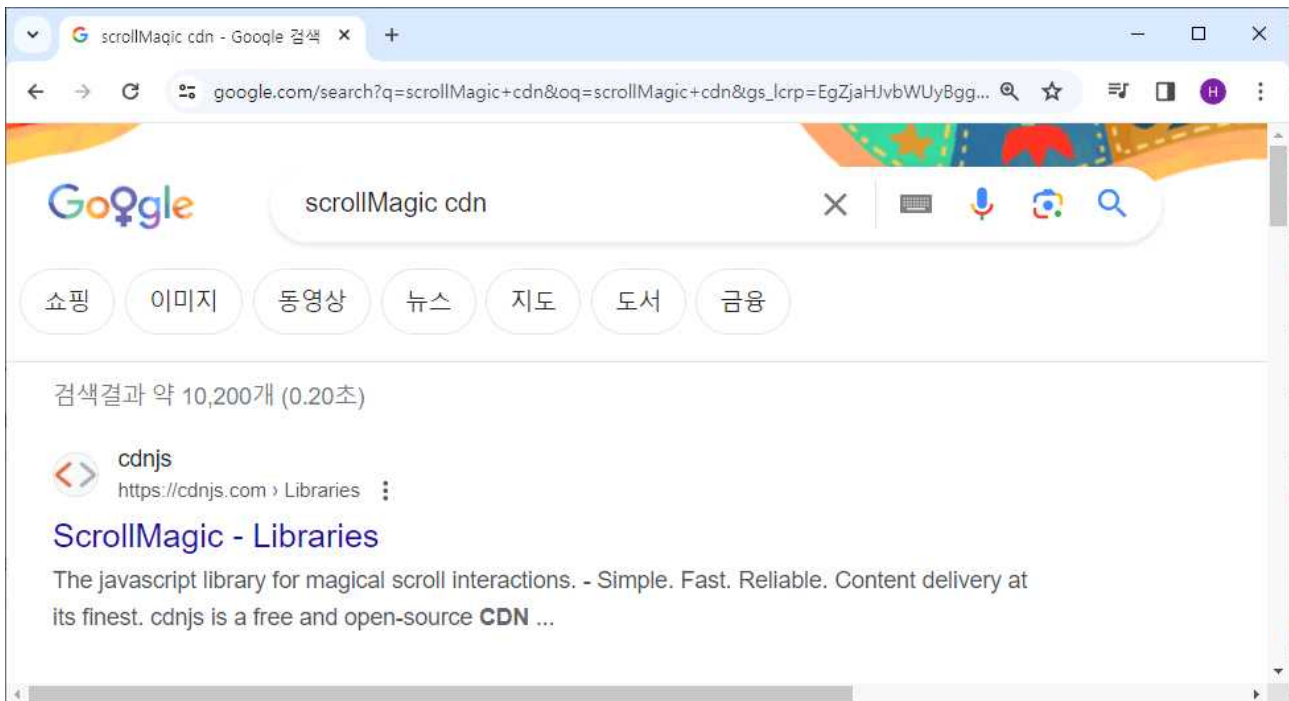 scrollMagic cdn - Google 검색
google.com/search?q=scrollMagic+cdn&oq=scrollMagic+cdn&gs_lcrp=EgZjaHJvbWUyBgg...
H
Google
scrollMagic cdn
쇼핑 이미지 동영상 뉴스 지도 도서 금융
검색결과 약 10,200개 (0.20초)
cdnjs
https://cdnjs.com › Libraries
ScrollMagic - Libraries
The javascript library for magical scroll interactions. - Simple. Fast. Reliable. Content delivery at
its finest. cdnjs is a free and open-source CDN ...